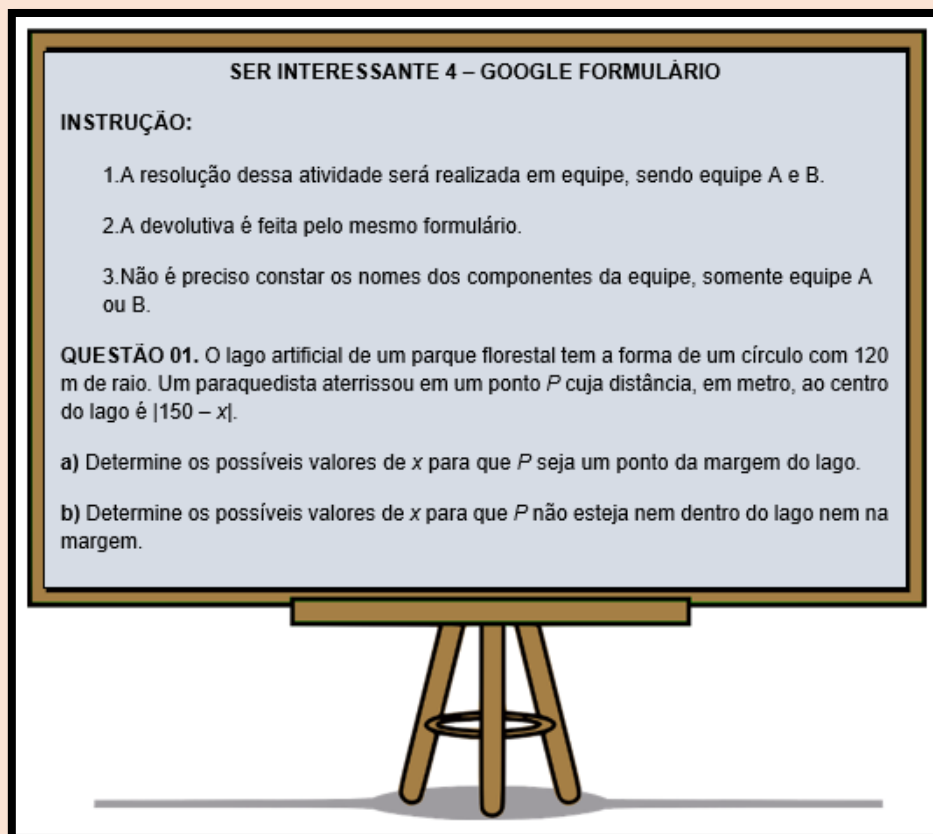 SER INTERESSANTE 4 – GOOGLE FORMULÁRIO
INSTRUÇÃO:
1.A resolução dessa atividade será realizada em equipe, sendo equipe A e B.
2.A devolutiva é feita pelo mesmo formulário.
3.Não é preciso constar os nomes dos componentes da equipe, somente equipe A
ou B.
QUESTÃO 01. O lago artificial de um parque florestal tem a forma de um círculo com 120
m de raio. Um paraquedista aterrissou em um ponto P cuja distância, em metro, ao centro
do lago é |150 – x|.
a) Determine os possíveis valores de x para que P seja um ponto da margem do lago.
b) Determine os possíveis valores de x para que P não esteja nem dentro do lago nem na
margem.